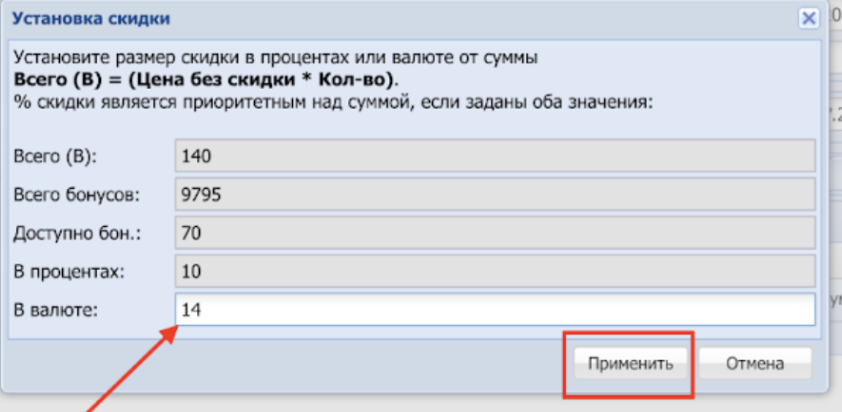 Установка скидки
Установите размер скидки в процентах или валюте от суммы
Всего (В) = (Цена без скидки * Кол-во).
% скидки является приоритетным над суммой, если заданы оба значения:
Всего (В): 140
Всего бонусов: 9795
Доступно бон.: 70
В процентах: 10
В валюте: 14
Применить Отмена